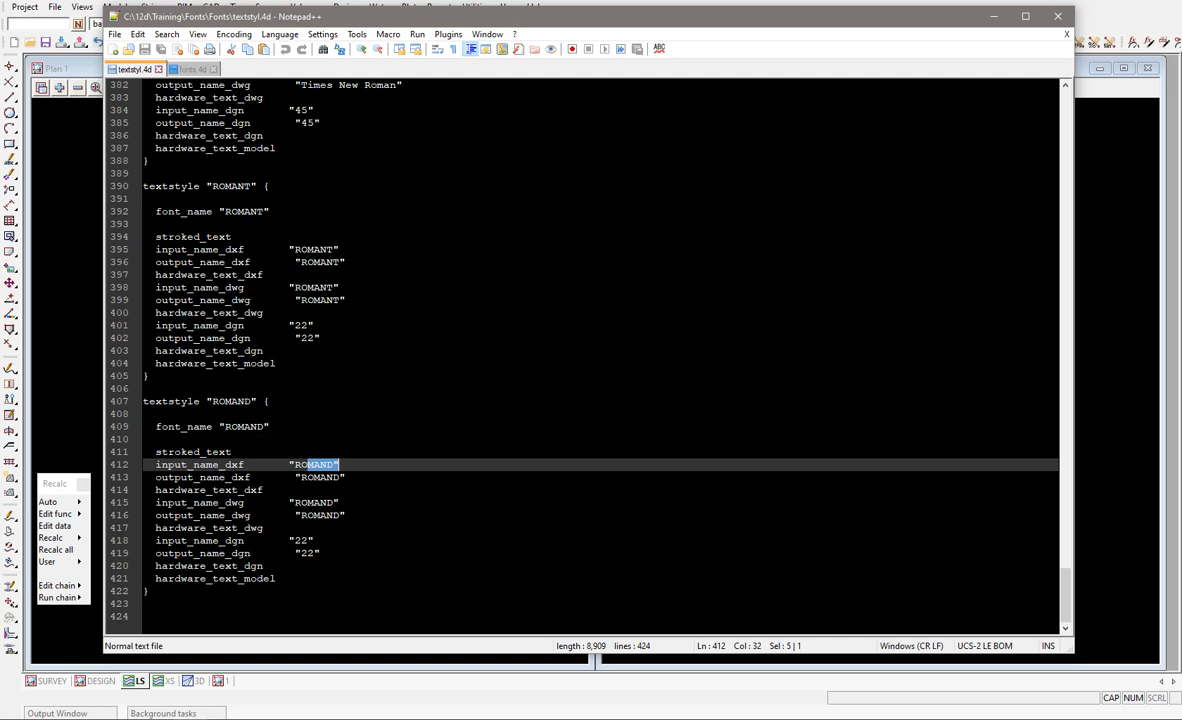 Project File Views
C:\12d\Training\Fonts\Fonts\textstyl.4d - Notepad++
File Edit Search View Encoding Language Settings Tools Macro Run Plugins Window ? X
textstyl.4d fonts.4d
Plan 1
382 output_name_dwg "Times New Roman"
383 hardware_text_dwg
384 input_name_dgn "45"
385 output_name_dgn "45"
386 hardware_text_dgn
387 hardware_text_model
388 }
389
390 textstyle "ROMANT" {
391
392 font_name "ROMANT"
393
394 stroked_text
395 input_name_dxf "ROMANT"
396 output_name_dxf "ROMANT"
397 hardware_text_dxf
398 input_name_dwg "ROMANT"
399 output_name_dwg "ROMANT"
400 hardware_text_dwg
401 input_name_dgn "22"
402 output_name_dgn "22"
403 hardware_text_dgn
404 hardware_text_model
405 }
406
407 textstyle "ROMAND" {
408
409 font_name "ROMAND"
410
411 stroked_text
412 input_name_dxf "ROMAND"
413 output_name_dxf "ROMAND"
414 hardware_text_dxf
415 input_name_dwg "ROMAND"
416 output_name_dwg "ROMAND"
417 hardware_text_dwg
418 input_name_dgn "22"
419 output_name_dgn "22"
420 hardware_text_dgn
421 hardware_text_model
422 }
423
424
Recalc
Auto
Edit func
Edit data
Recalc
Recalc all
User
Edit chain
Run chain
Normal text file length : 8,909 lines : 424 Ln : 412 Col : 32 Sel : 5 | 1 Windows (CR LF) UCS-2 LE BOM INS
SURVEY DESIGN LS XS 3D 1
CAP NUM SCRL
Output Window Background tasks